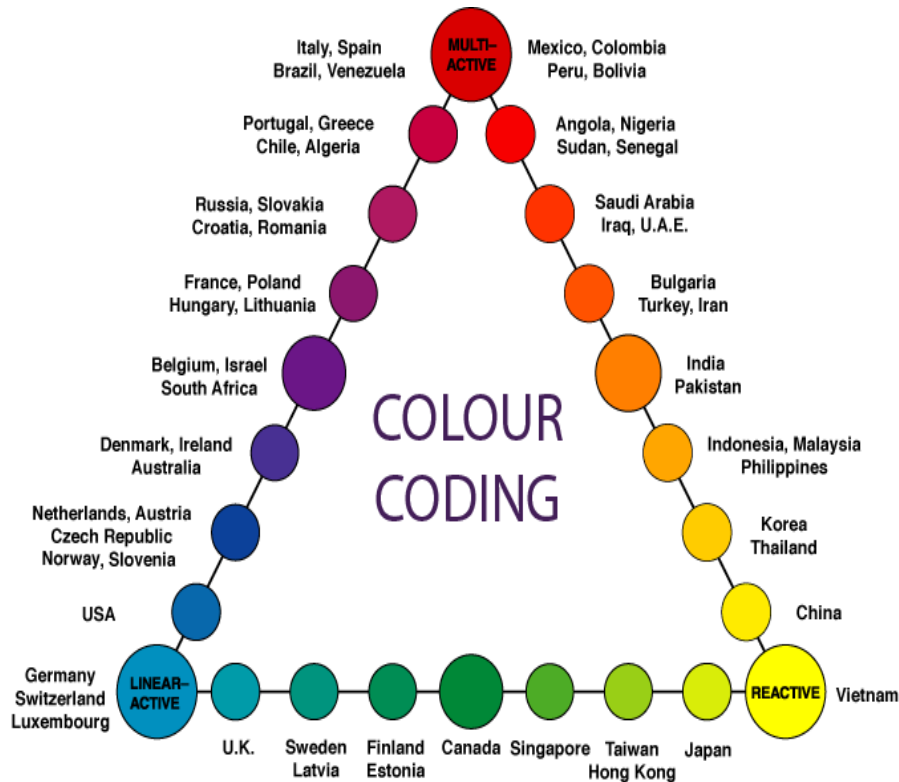 Italy, Spain
Brazil, Venezuela
MULTI–
ACTIVE
Mexico, Colombia
Peru, Bolivia
Portugal, Greece
Chile, Algeria
Angola, Nigeria
Sudan, Senegal
Russia, Slovakia
Croatia, Romania
Saudi Arabia
Iraq, U.A.E.
France, Poland
Hungary, Lithuania
Bulgaria
Turkey, Iran
Belgium, Israel
South Africa
India
Pakistan
COLOUR
CODING
Denmark, Ireland
Australia
Indonesia, Malaysia
Philippines
Netherlands, Austria
Czech Republic
Norway, Slovenia
Korea
Thailand
USA
China
Germany
Switzerland
Luxembourg
LINEAR–
ACTIVE
REACTIVE
Vietnam
U.K.
Sweden
Latvia
Finland
Estonia
Canada
Singapore
Taiwan
Hong Kong
Japan